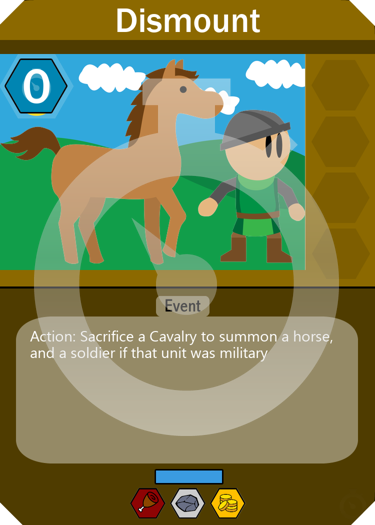 Dismount
0
Event
Action: Sacrifice a Cavalry to summon a horse,
and a soldier if that unit was military